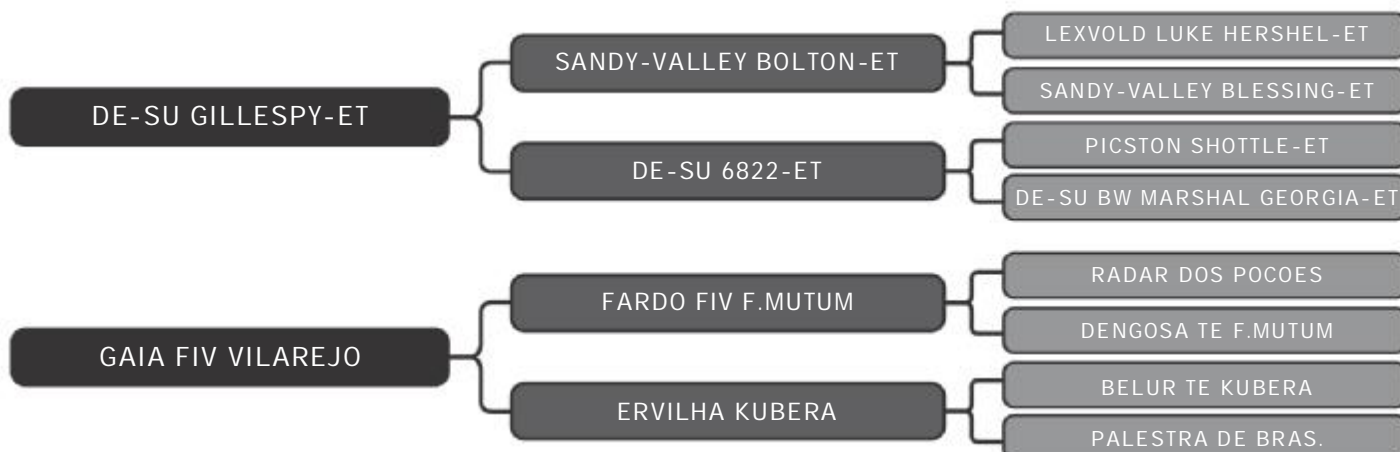 DE-SU GILLESPY-ET
SANDY-VALLEY BOLTON-ET
LEXVOLD LUKE HERSHEL-ET
SANDY-VALLEY BLESSING-ET
DE-SU 6822-ET
PICSTON SHOTTLE-ET
DE-SU BW MARSHAL GEORGIA-ET
GAIA FIV VILAREJO
FARDO FIV F.MUTUM
RADAR DOS POCOES
DENGOSA TE F.MUTUM
ERVILHA KUBERA
BELUR TE KUBERA
PALESTRA DE BRAS.